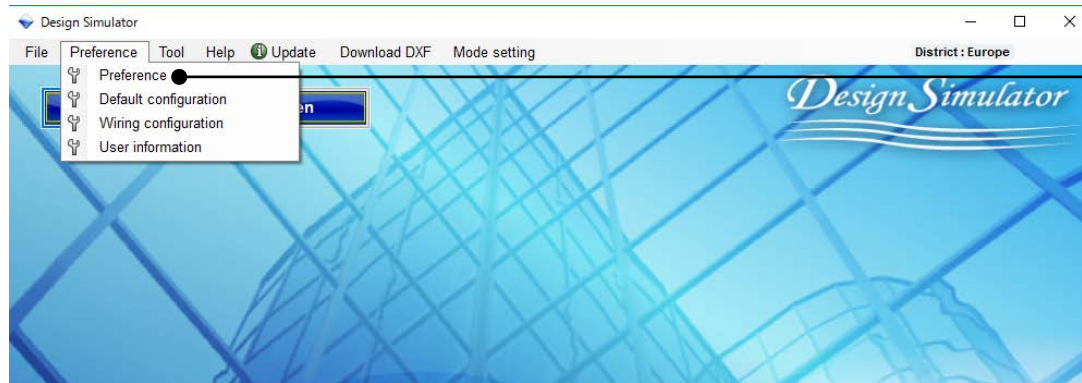 Design Simulator
File Preference Tool Help Update Download DXF Mode setting District : Europe
Preference
Default configuration
Wiring configuration
User information
Design Simulator